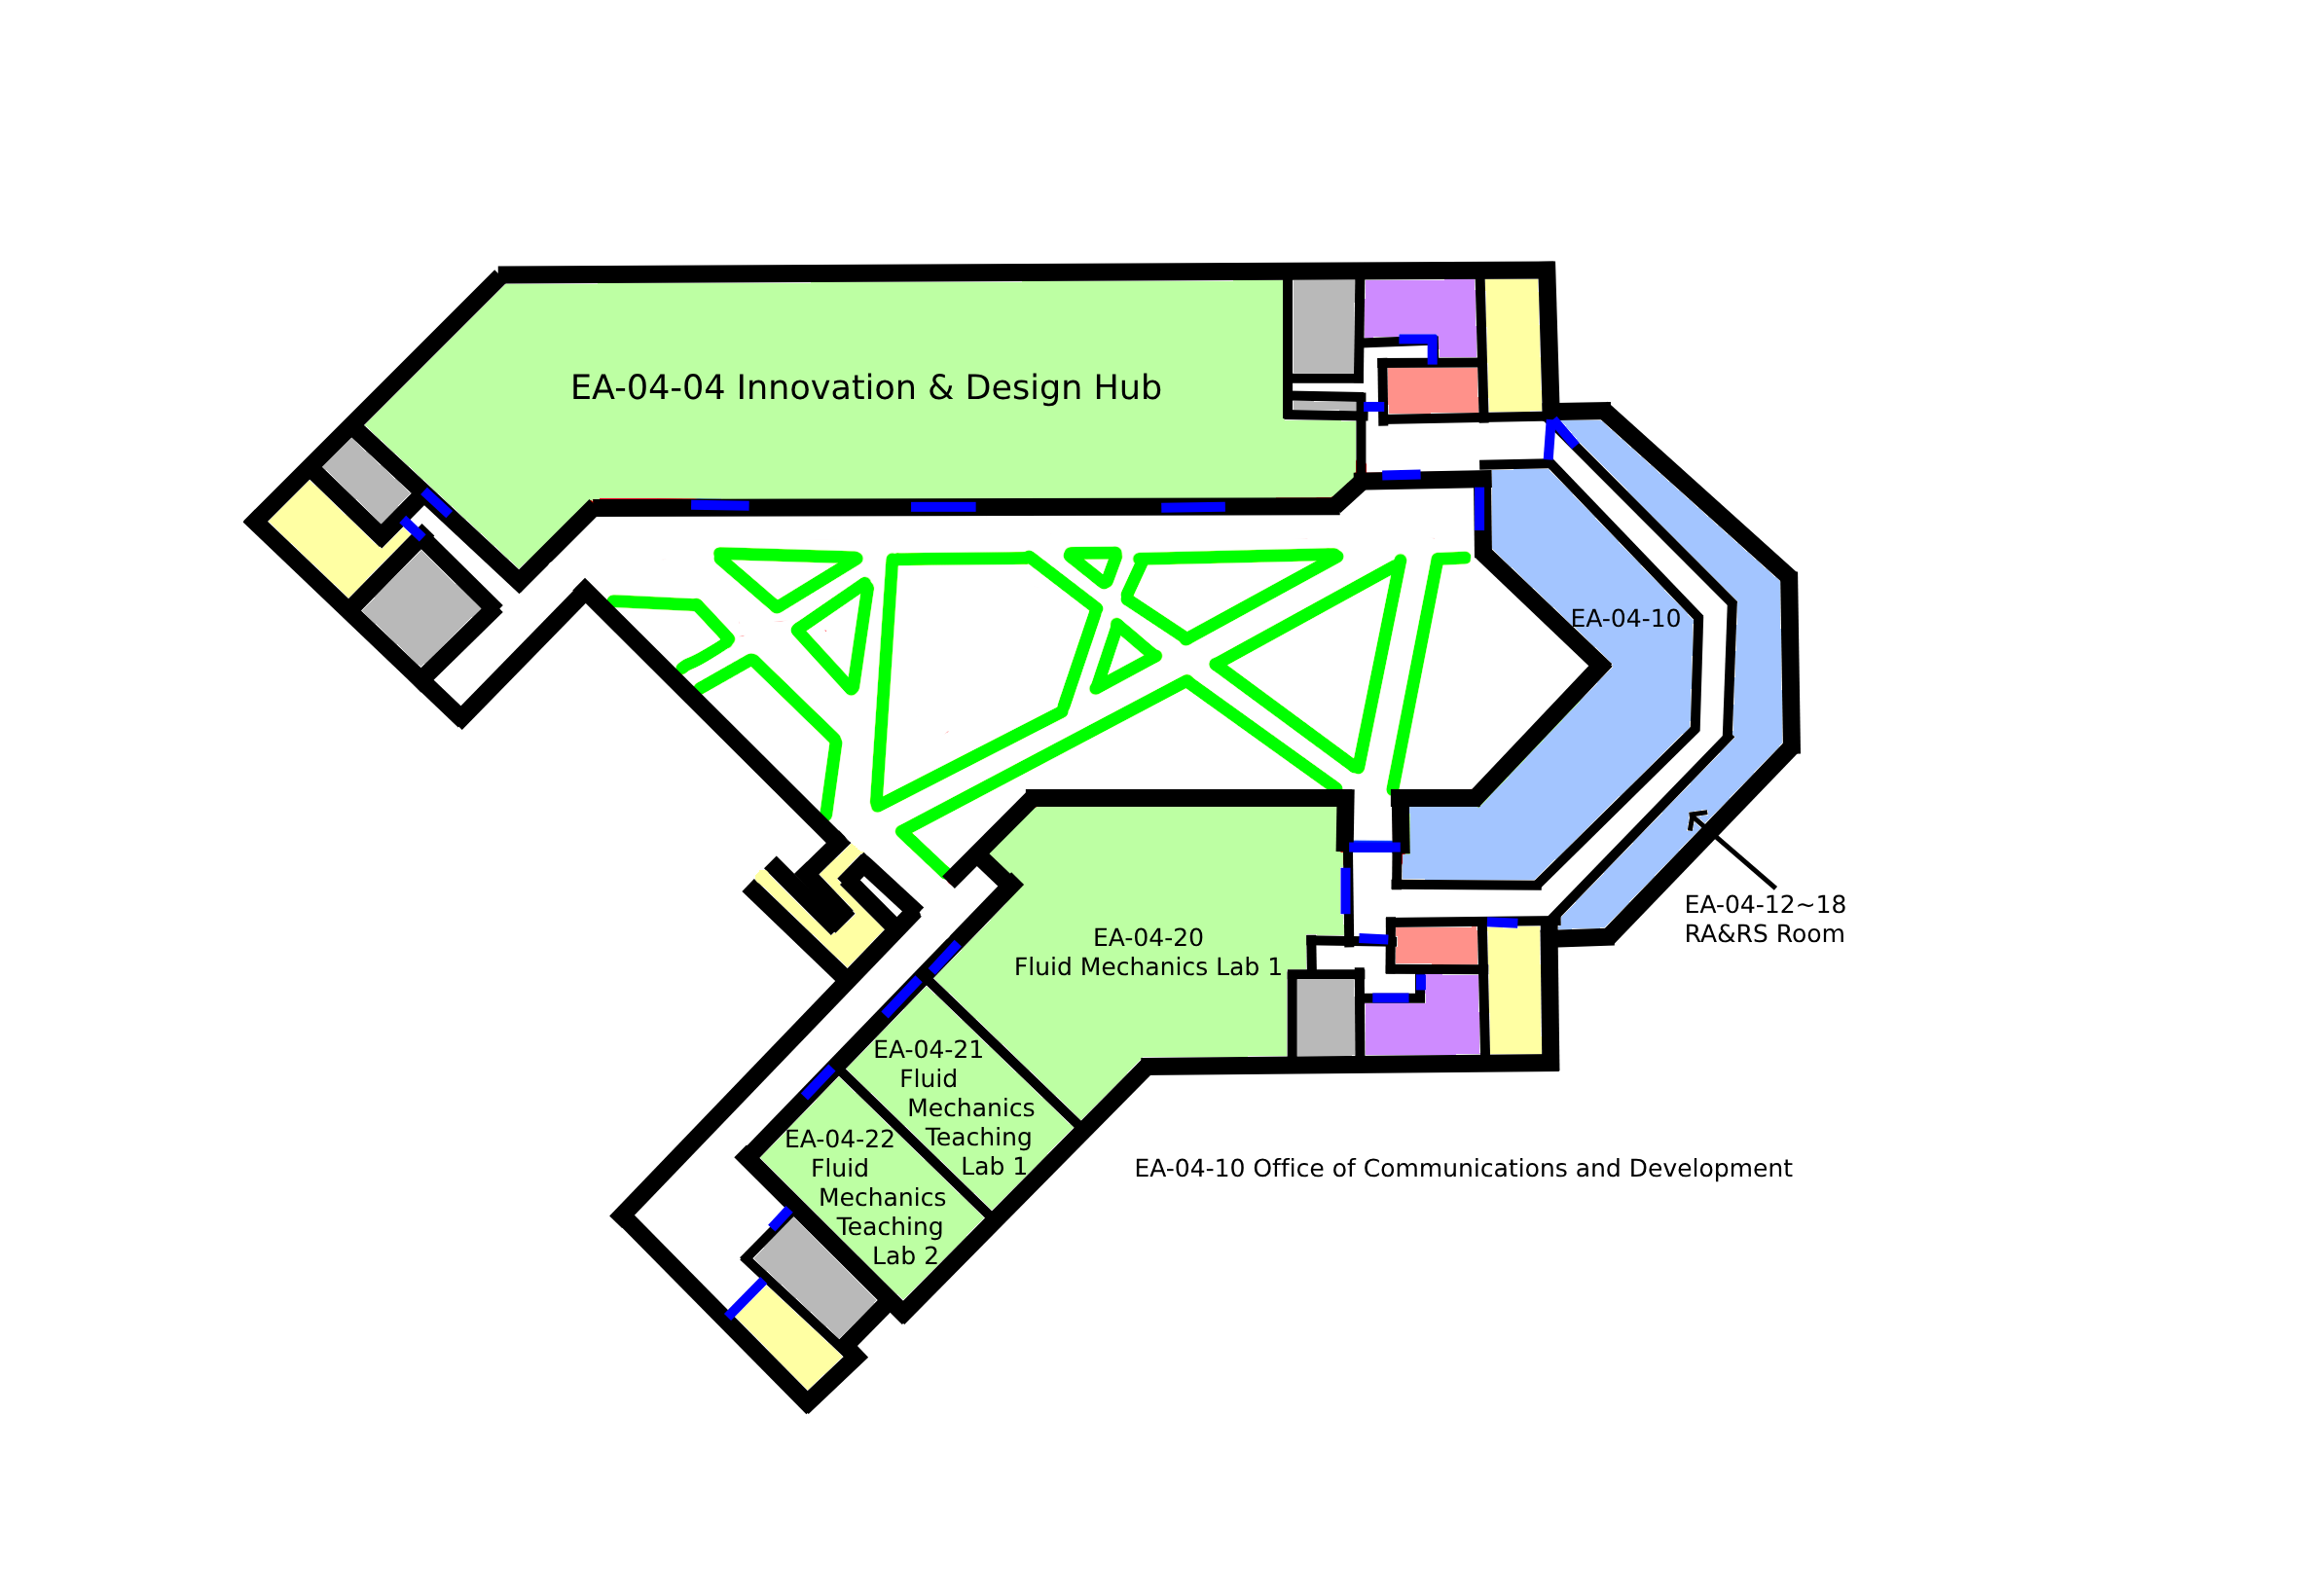 EA-04-04 Innovation & Design Hub
EA-04-10
EA-04-12~18
RA&RS Room
EA-04-20
Fluid Mechanics Lab 1
EA-04-21
Fluid
Mechanics
Teaching
Lab 1
EA-04-22
Fluid
Mechanics
Teaching
Lab 2
EA-04-10 Office of Communications and Development